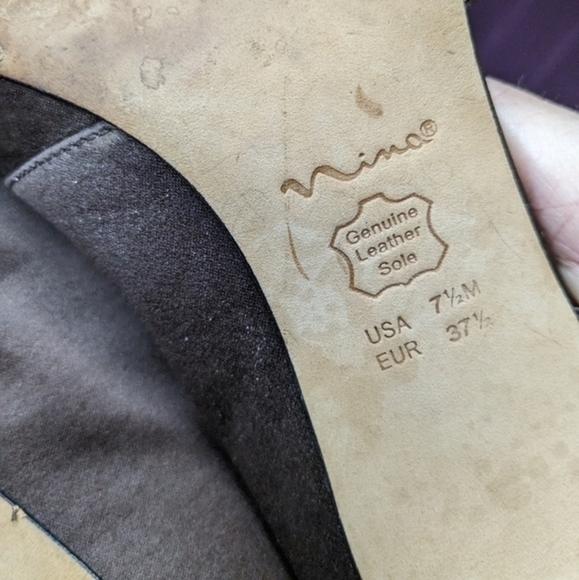 Nina®
Genuine
Leather
Sole
USA 7½M
EUR 37½